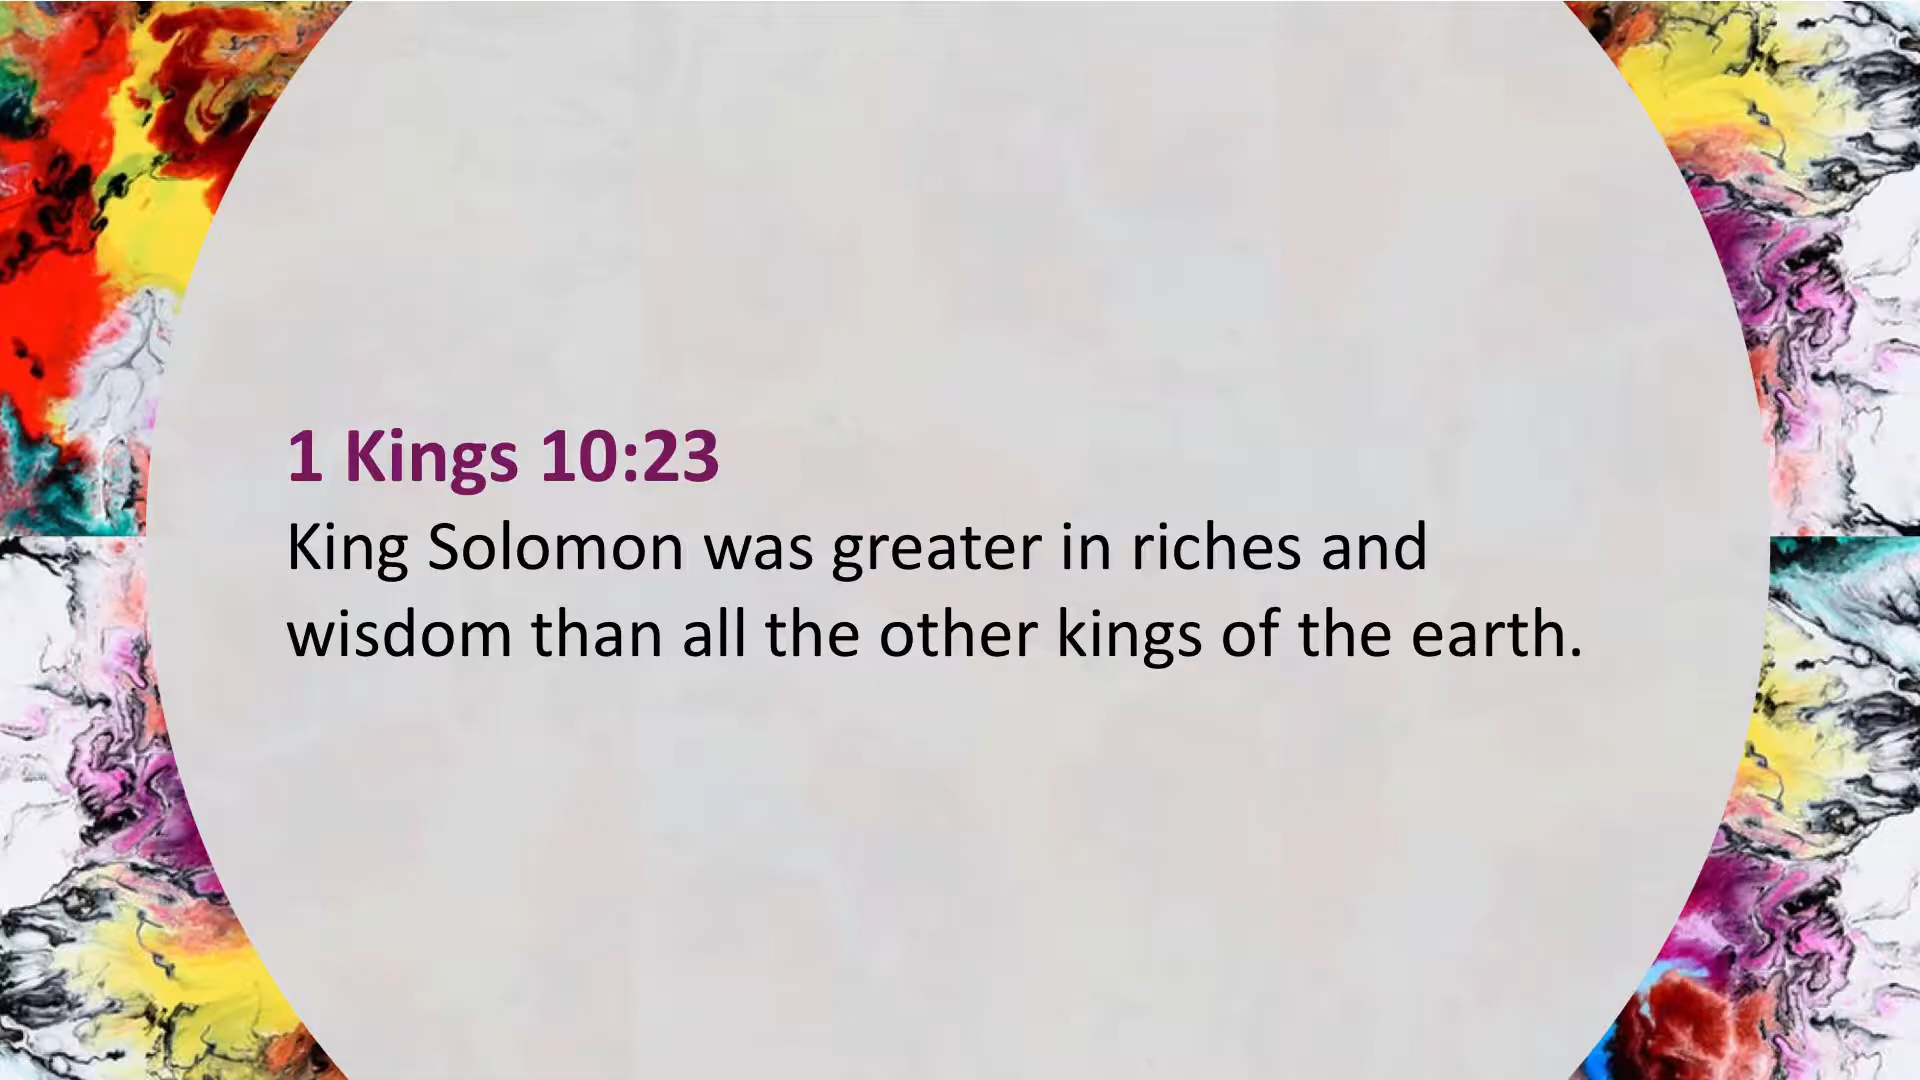 1 Kings 10:23
King Solomon was greater in riches and
wisdom than all the other kings of the earth.